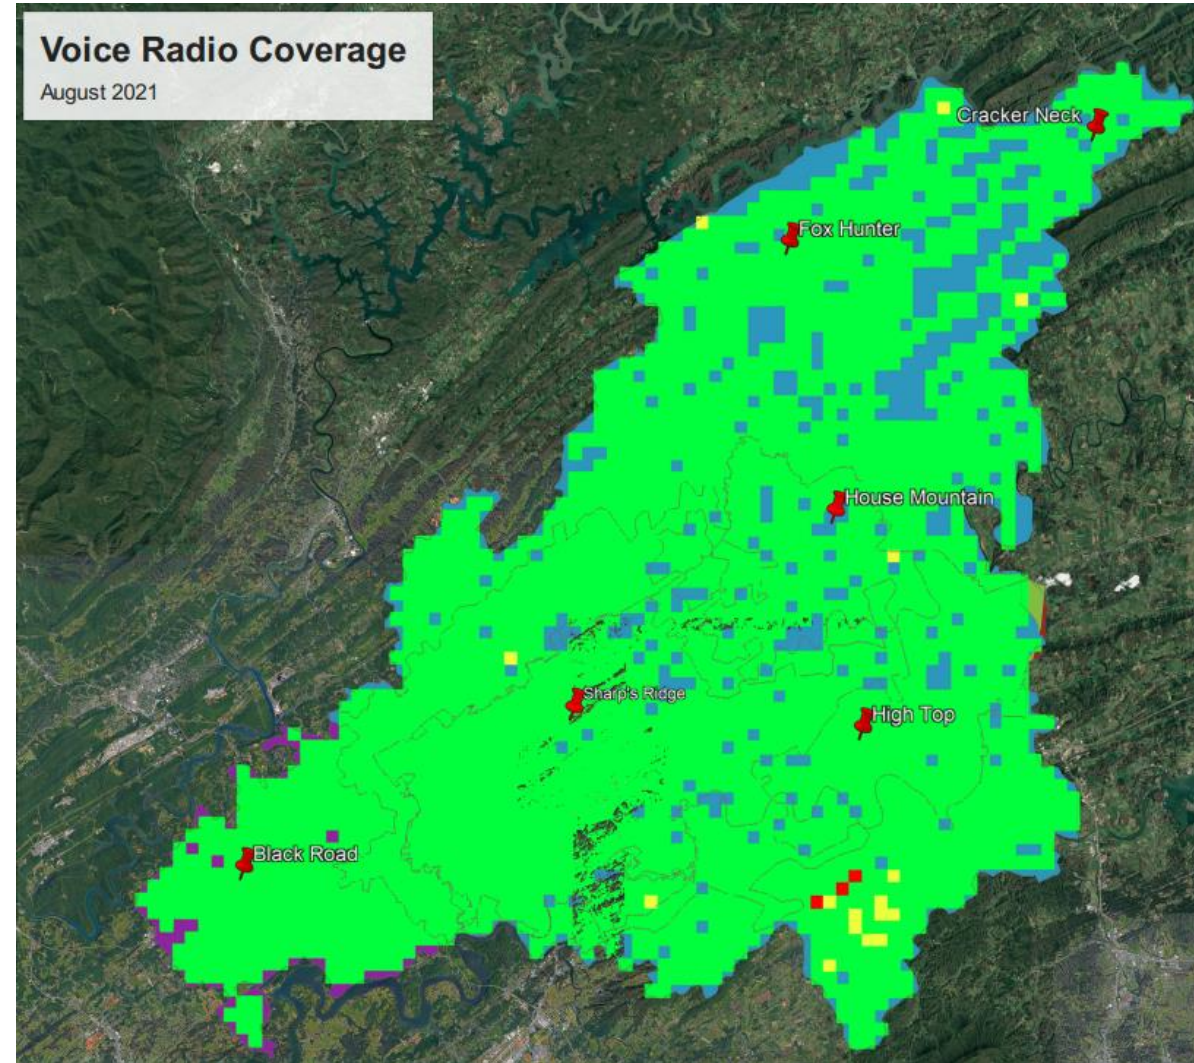 Voice Radio Coverage
August 2021
Cracker Neck
Fox Hunter
House Mountain
Sharp's Ridge
High Top
Black Road